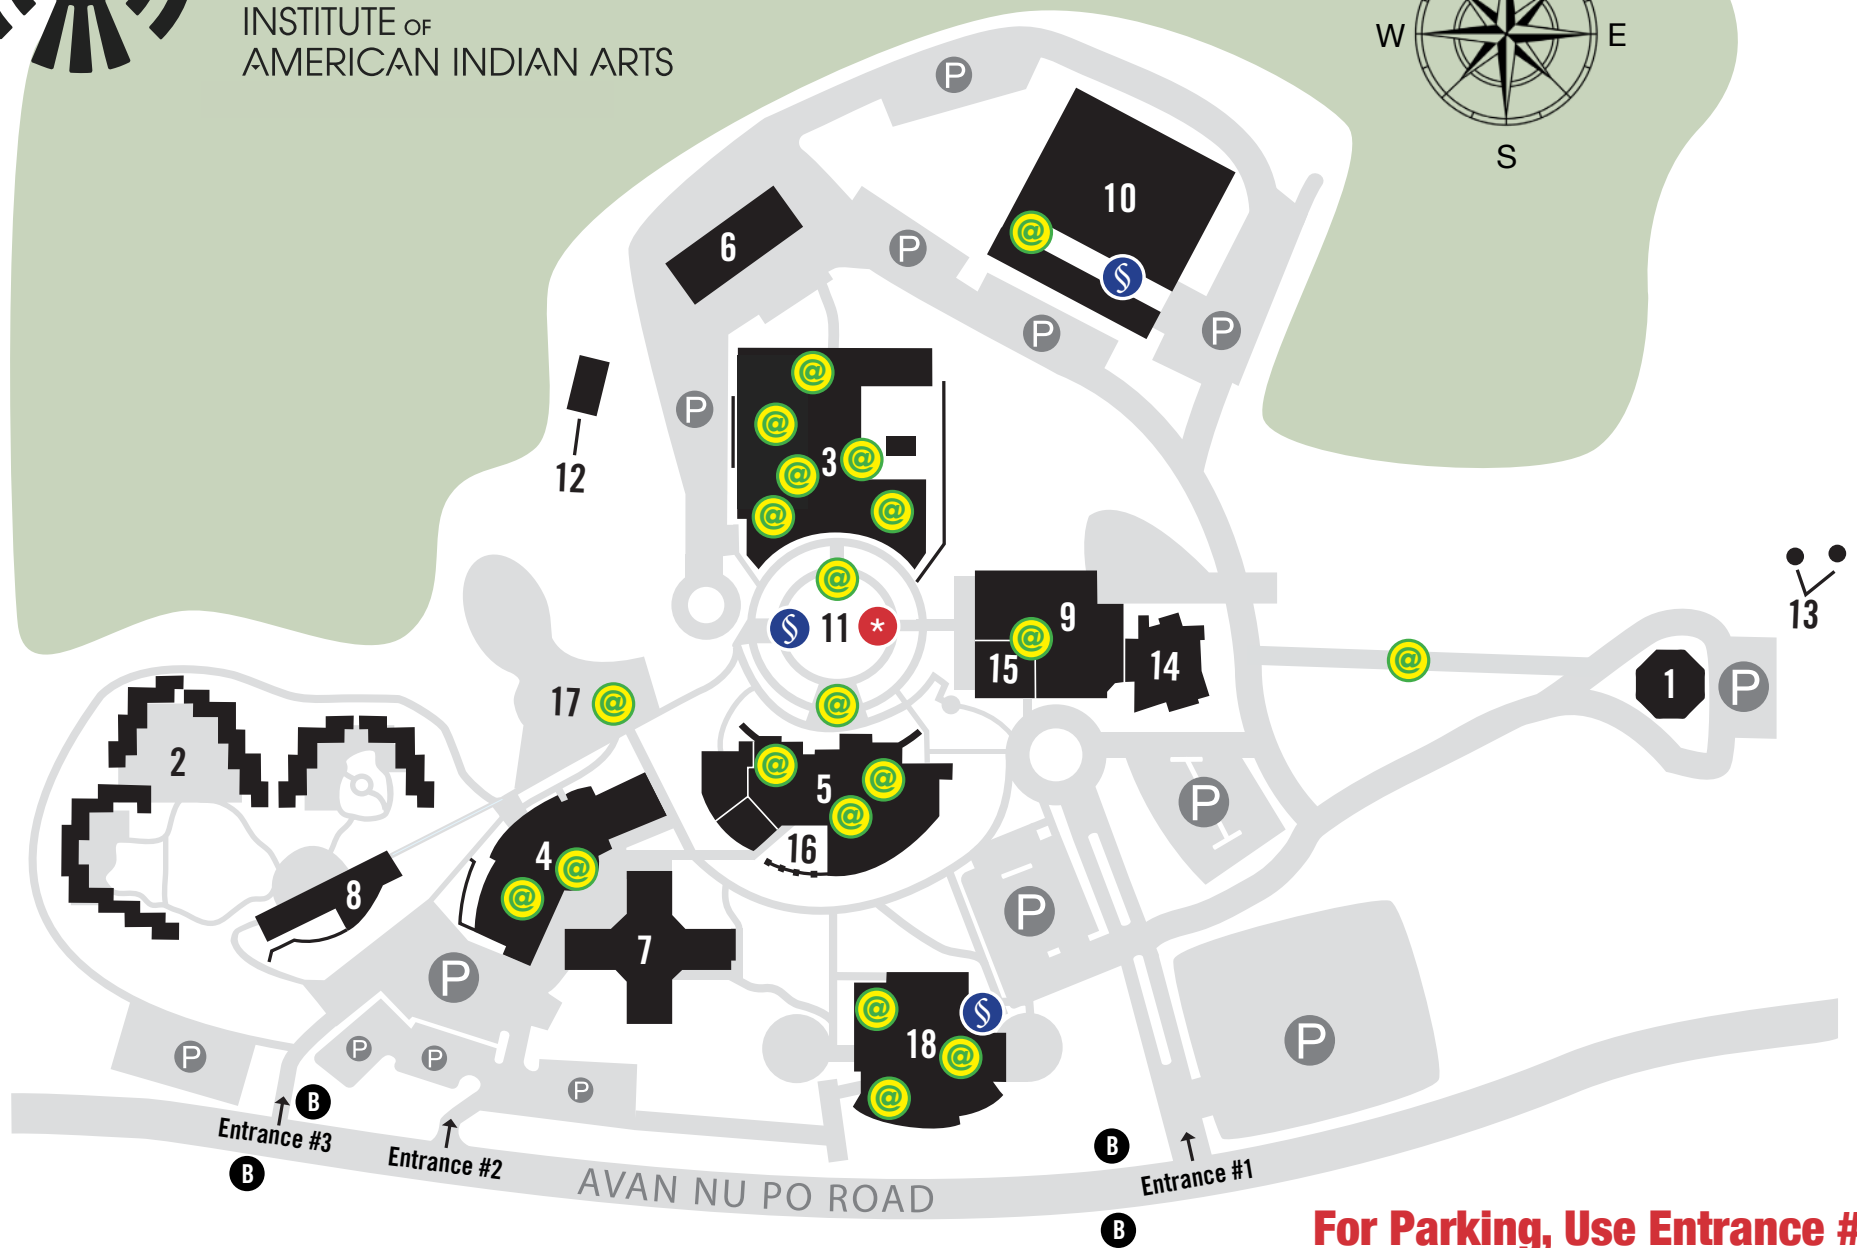 INSTITUTE OF
AMERICAN INDIAN ARTS
W
E
S
P
10
@
6
P
§
P
P
@
P
@
12
3
@
@
@
@
@
9
13
§
11
*
@
15
14
@
1
P
17
@
@
2
@
5
@
P
@
16
4
@
8
@
P
7
P
@
§
18
@
P
P
P
P
P
@
B
Entrance #3
B
Entrance #2
AVAN NU PO ROAD
B
Entrance #1
B
For Parking, Use Entrance #